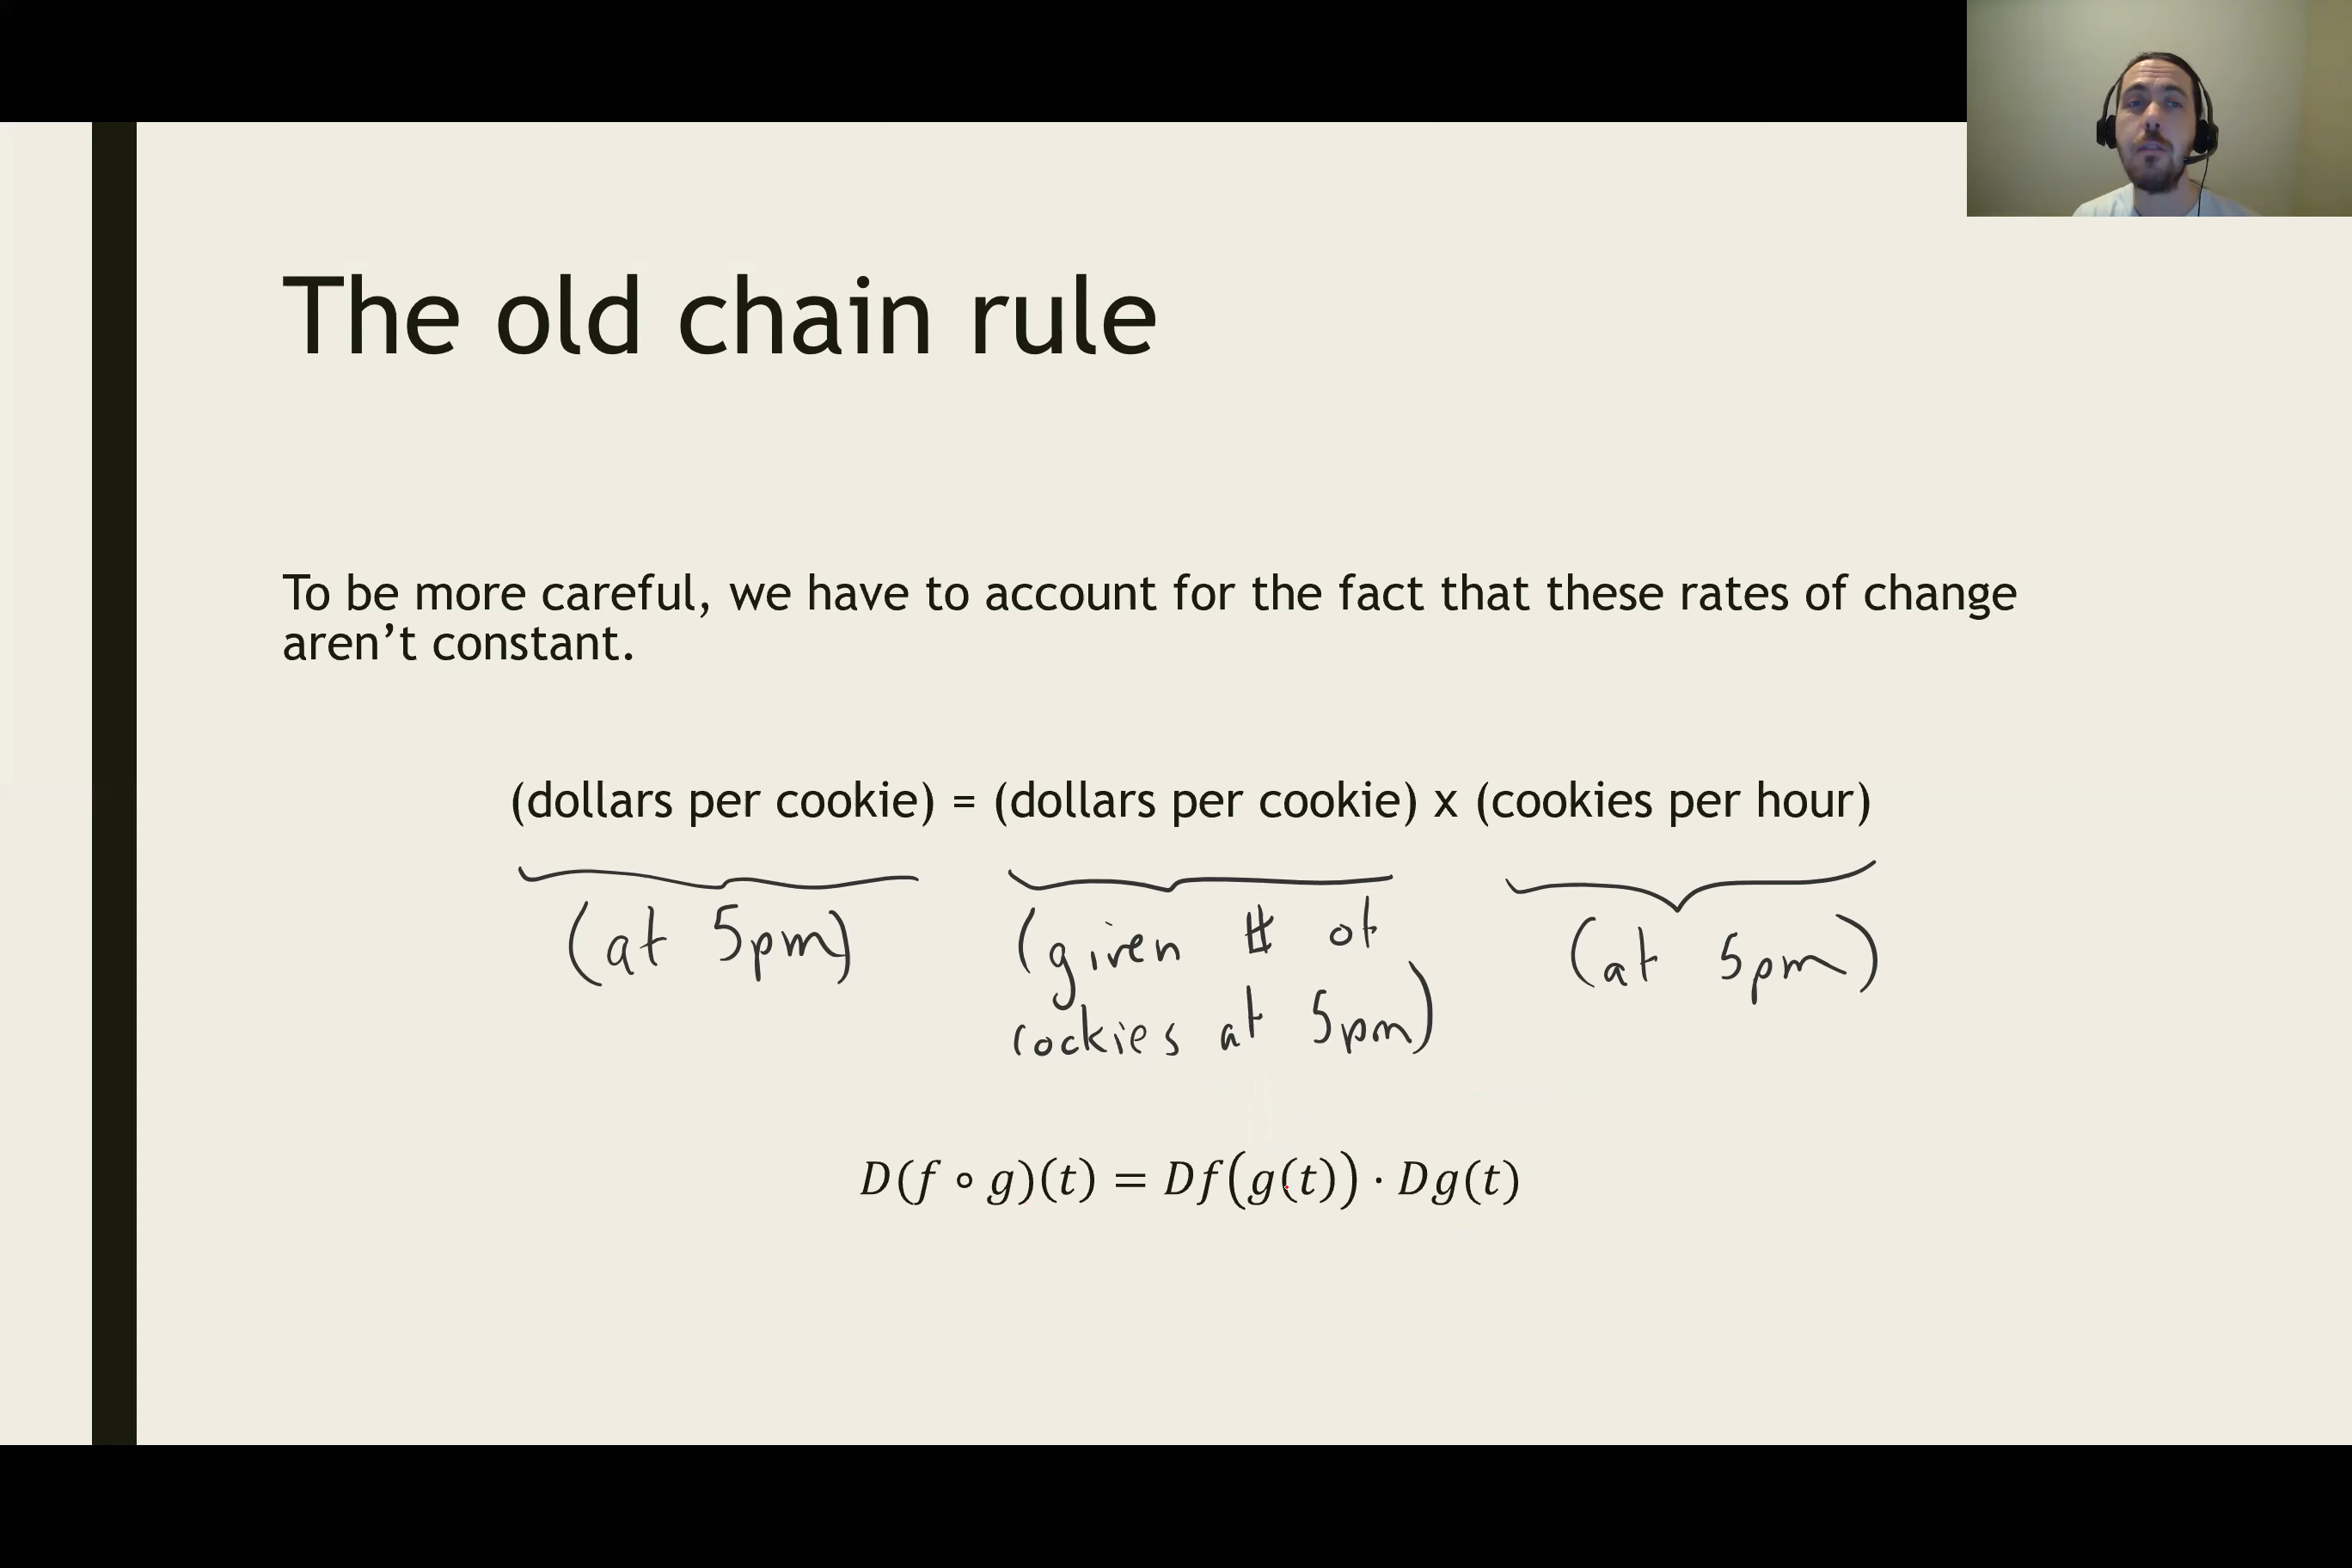 The old chain rule
To be more careful, we have to account for the fact that these rates of change
aren’t constant.
(dollars per cookie) = (dollars per cookie) x (cookies per hour)
(at 5pm) (given # of (at 5pm)
cookies at 5pm)
D(f ∘ g)(t) = Df(g(t)) · Dg(t)